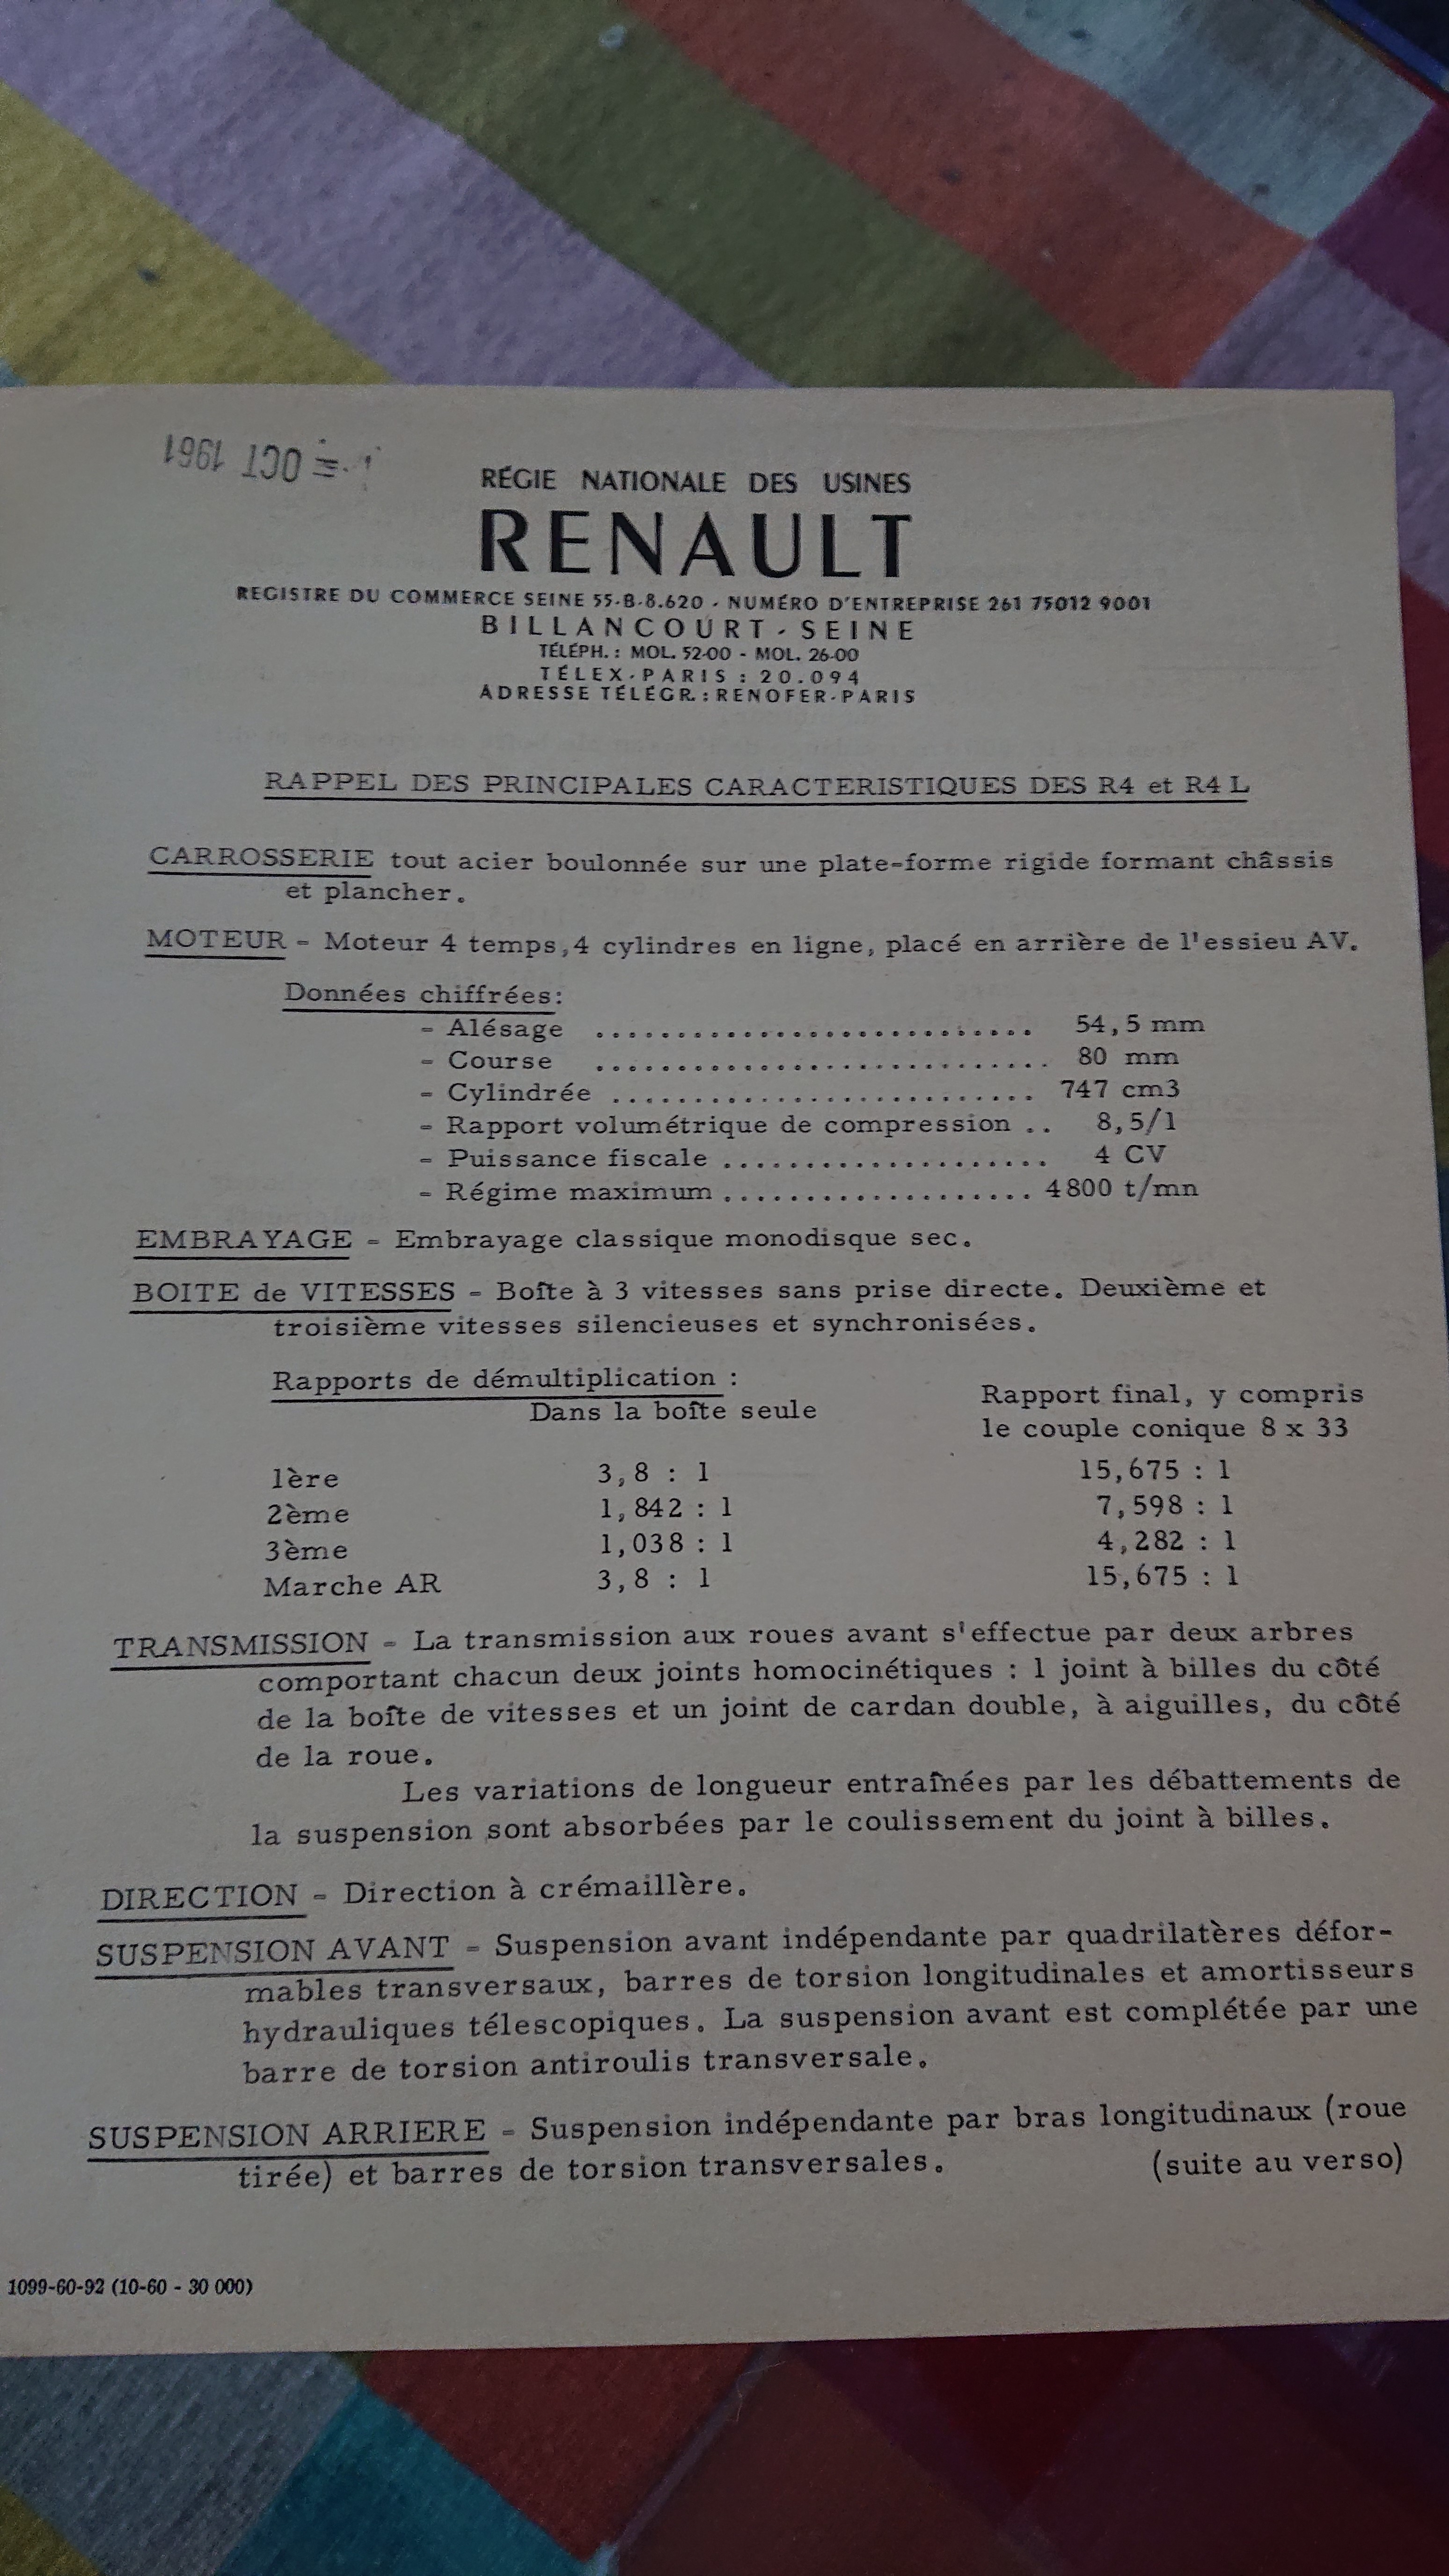 OCT 1961
RÉGIE NATIONALE DES USINES
RENAULT
REGISTRE DU COMMERCE SEINE 55-B-8.620 - NUMÉRO D'ENTREPRISE 261 75012 9001
BILLANCOURT - SEINE
TÉLÉPH. : MOL. 52-00 - MOL. 26-00
TÉLEX - PARIS : 20.094
ADRESSE TÉLÉGR. : RENOFER - PARIS
RAPPEL DES PRINCIPALES CARACTERISTIQUES DES R4 et R4 L
CARROSSERIE tout acier boulonnée sur une plate-forme rigide formant châssis
et plancher.
MOTEUR - Moteur 4 temps, 4 cylindres en ligne, placé en arrière de l'essieu AV.
Données chiffrées:
- Alésage ........................... 54,5 mm
- Course ............................ 80 mm
- Cylindrée .......................... 747 cm3
- Rapport volumétrique de compression .. 8,5/1
- Puissance fiscale .................... 4 CV
- Régime maximum ................... 4800 t/mn
EMBRAYAGE - Embrayage classique monodisque sec.
BOITE de VITESSES - Boîte à 3 vitesses sans prise directe. Deuxième et
troisième vitesses silencieuses et synchronisées.
Rapports de démultiplication :
Dans la boîte seule Rapport final, y compris
le couple conique 8 x 33
1ère 3,8 : 1 15,675 : 1
2ème 1,842 : 1 7,598 : 1
3ème 1,038 : 1 4,282 : 1
Marche AR 3,8 : 1 15,675 : 1
TRANSMISSION - La transmission aux roues avant s'effectue par deux arbres
comportant chacun deux joints homocinétiques : 1 joint à billes du côté
de la boîte de vitesses et un joint de cardan double, à aiguilles, du côté
de la roue.
Les variations de longueur entraînées par les débattements de
la suspension sont absorbées par le coulissement du joint à billes.
DIRECTION - Direction à crémaillère.
SUSPENSION AVANT - Suspension avant indépendante par quadrilatères défor-
mables transversaux, barres de torsion longitudinales et amortisseurs
hydrauliques télescopiques. La suspension avant est complétée par une
barre de torsion antiroulis transversale.
SUSPENSION ARRIERE - Suspension indépendante par bras longitudinaux (roue
tirée) et barres de torsion transversales. (suite au verso)
1099-60-92 (10-60 - 30 000)